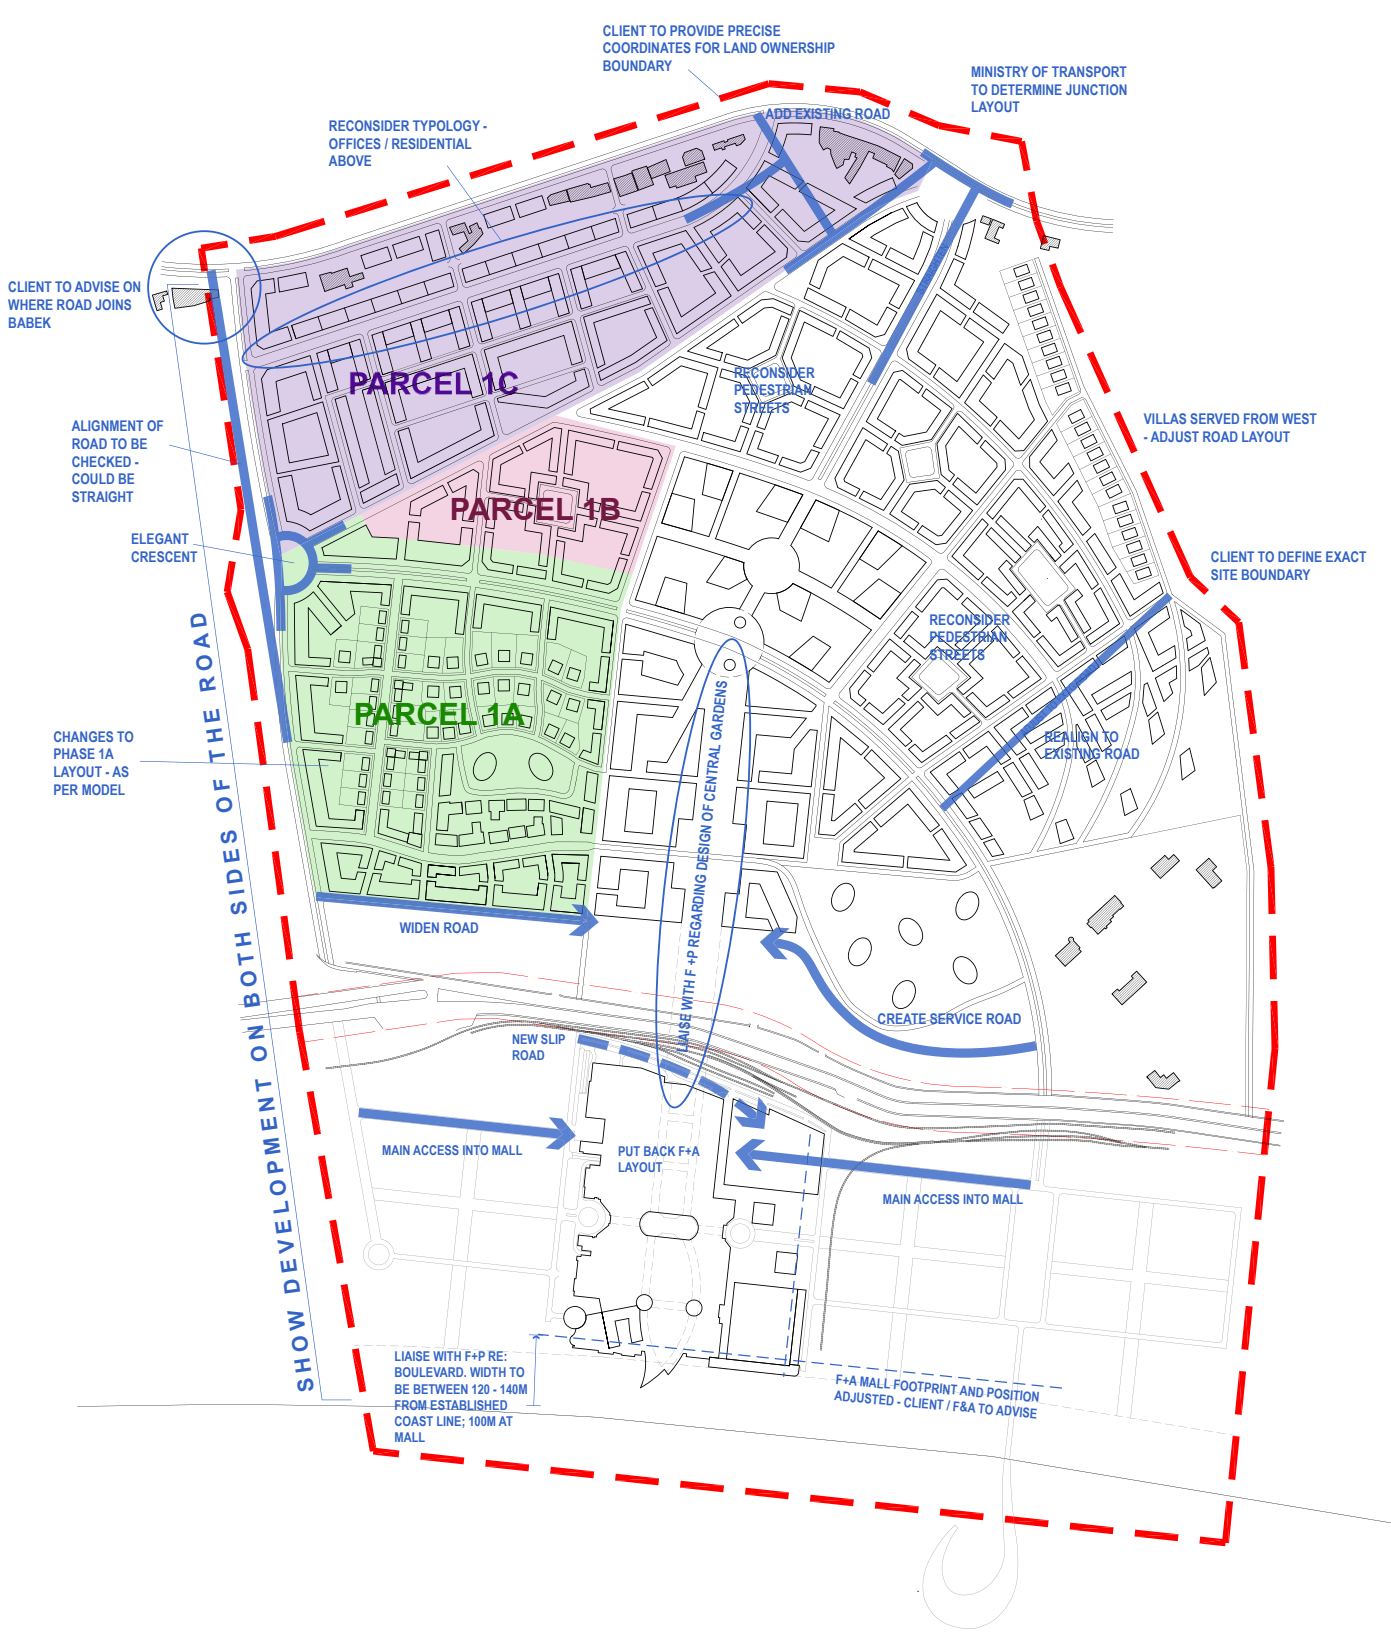 CLIENT TO PROVIDE PRECISE
COORDINATES FOR LAND OWNERSHIP
BOUNDARY
MINISTRY OF TRANSPORT
TO DETERMINE JUNCTION
LAYOUT
ADD EXISTING ROAD
RECONSIDER TYPOLOGY -
OFFICES / RESIDENTIAL
ABOVE
CLIENT TO ADVISE ON
WHERE ROAD JOINS
BABEK
PARCEL 1C
RECONSIDER
PEDESTRIAN
STREETS
ALIGNMENT OF
ROAD TO BE
CHECKED -
COULD BE
STRAIGHT
VILLAS SERVED FROM WEST
- ADJUST ROAD LAYOUT
PARCEL 1B
ELEGANT
CRESCENT
CLIENT TO DEFINE EXACT
SITE BOUNDARY
RECONSIDER
PEDESTRIAN
STREETS
PARCEL 1A
CHANGES TO
PHASE 1A
LAYOUT - AS
PER MODEL
REALIGN TO
EXISTING ROAD
SHOW DEVELOPMENT ON BOTH SIDES OF THE ROAD
LIAISE WITH F +P REGARDING DESIGN OF CENTRAL GARDENS
WIDEN ROAD
CREATE SERVICE ROAD
NEW SLIP
ROAD
MAIN ACCESS INTO MALL
PUT BACK F+A
LAYOUT
MAIN ACCESS INTO MALL
LIAISE WITH F+P RE:
BOULEVARD. WIDTH TO
BE BETWEEN 120 - 140M
FROM ESTABLISHED
COAST LINE; 100M AT
MALL
F+A MALL FOOTPRINT AND POSITION
ADJUSTED - CLIENT / F&A TO ADVISE